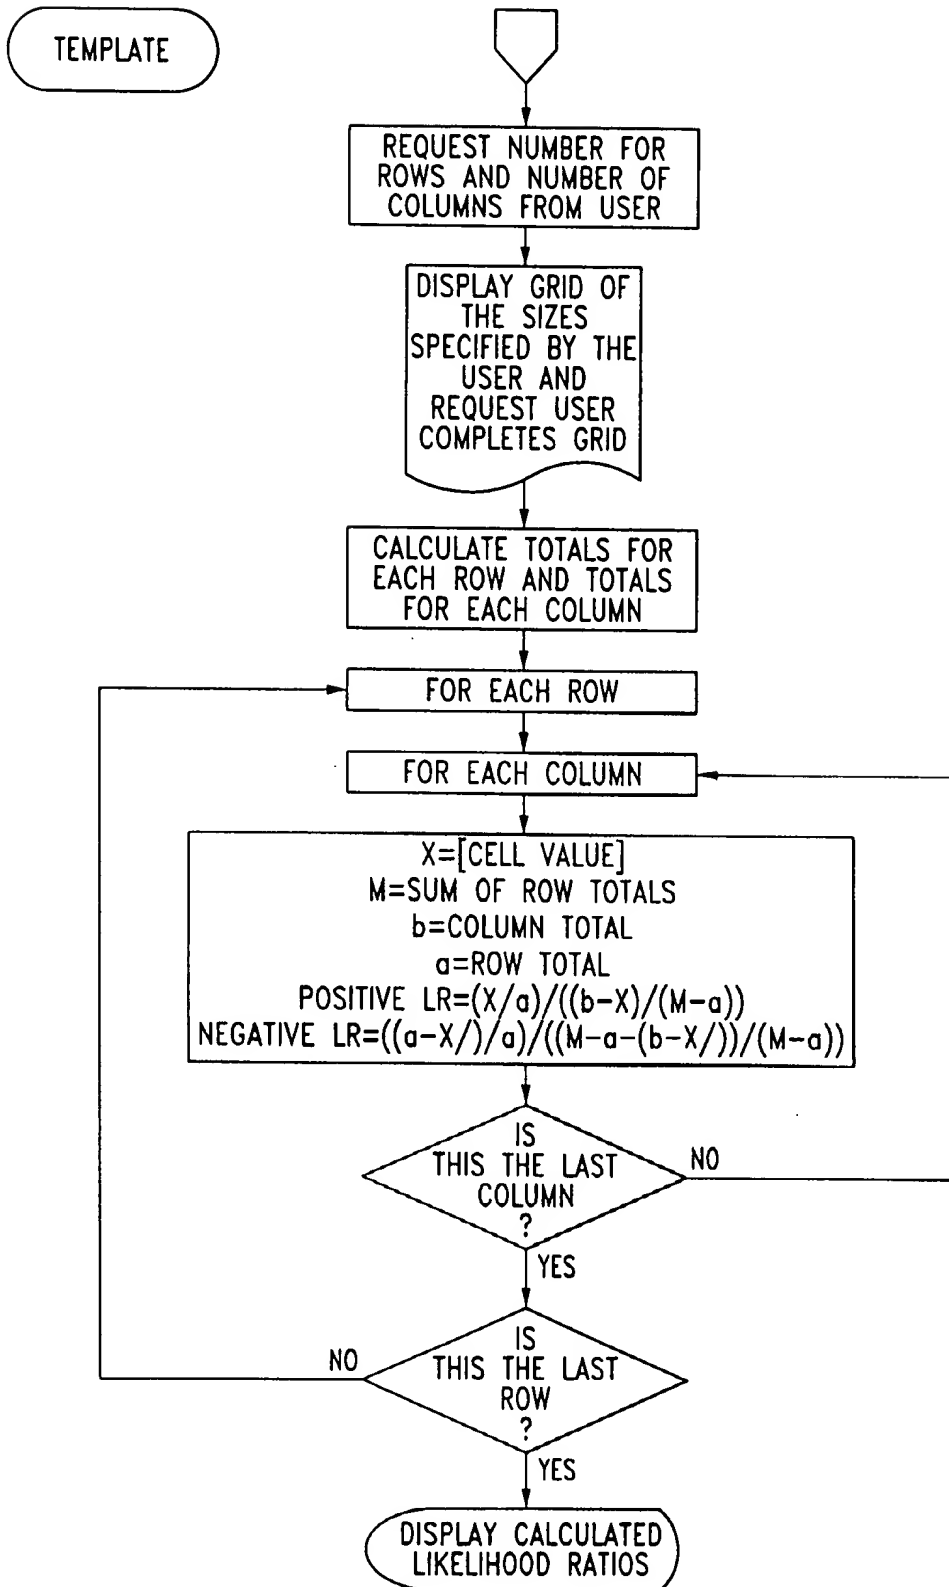 TEMPLATE
REQUEST NUMBER FOR
ROWS AND NUMBER OF
COLUMNS FROM USER
DISPLAY GRID OF
THE SIZES
SPECIFIED BY THE
USER AND
REQUEST USER
COMPLETES GRID
CALCULATE TOTALS FOR
EACH ROW AND TOTALS
FOR EACH COLUMN
FOR EACH ROW
FOR EACH COLUMN
X=[CELL VALUE]
M=SUM OF ROW TOTALS
b=COLUMN TOTAL
a=ROW TOTAL
POSITIVE LR=(X/a)/((b-X)/(M-a))
NEGATIVE LR=((a-X/)/a)/((M-a-(b-X/))/(M-a))
IS
THIS THE LAST
COLUMN
?
NO
YES
IS
THIS THE LAST
ROW
?
NO
YES
DISPLAY CALCULATED
LIKELIHOOD RATIOS